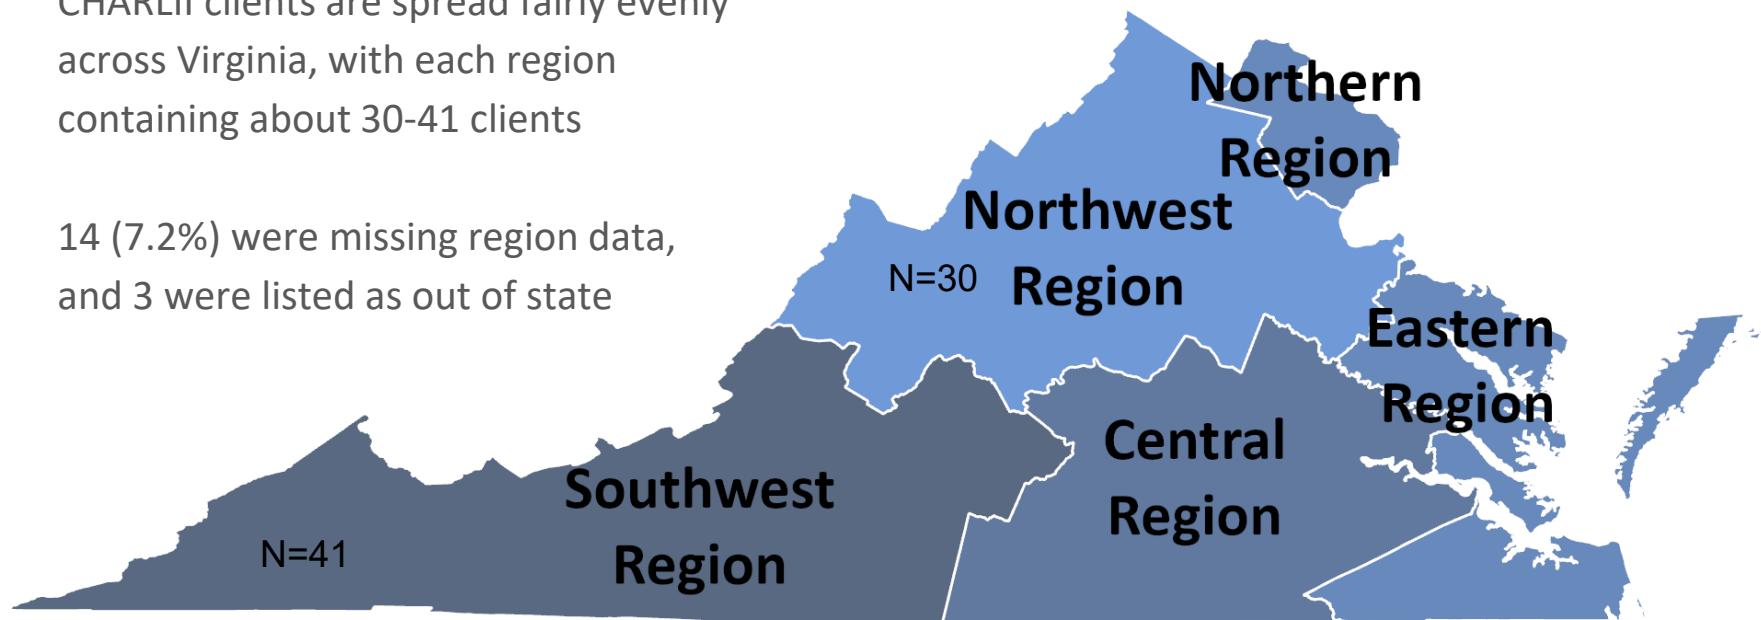 CHARLII clients are spread fairly evenly
across Virginia, with each region
containing about 30-41 clients
14 (7.2%) were missing region data,
and 3 were listed as out of state
Northern
Region
Northwest
Region
N=30
Eastern
Region
Central
Region
Southwest
Region
N=41